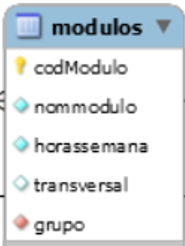 modulos
codModulo
nommodulo
horassemana
transversal
grupo